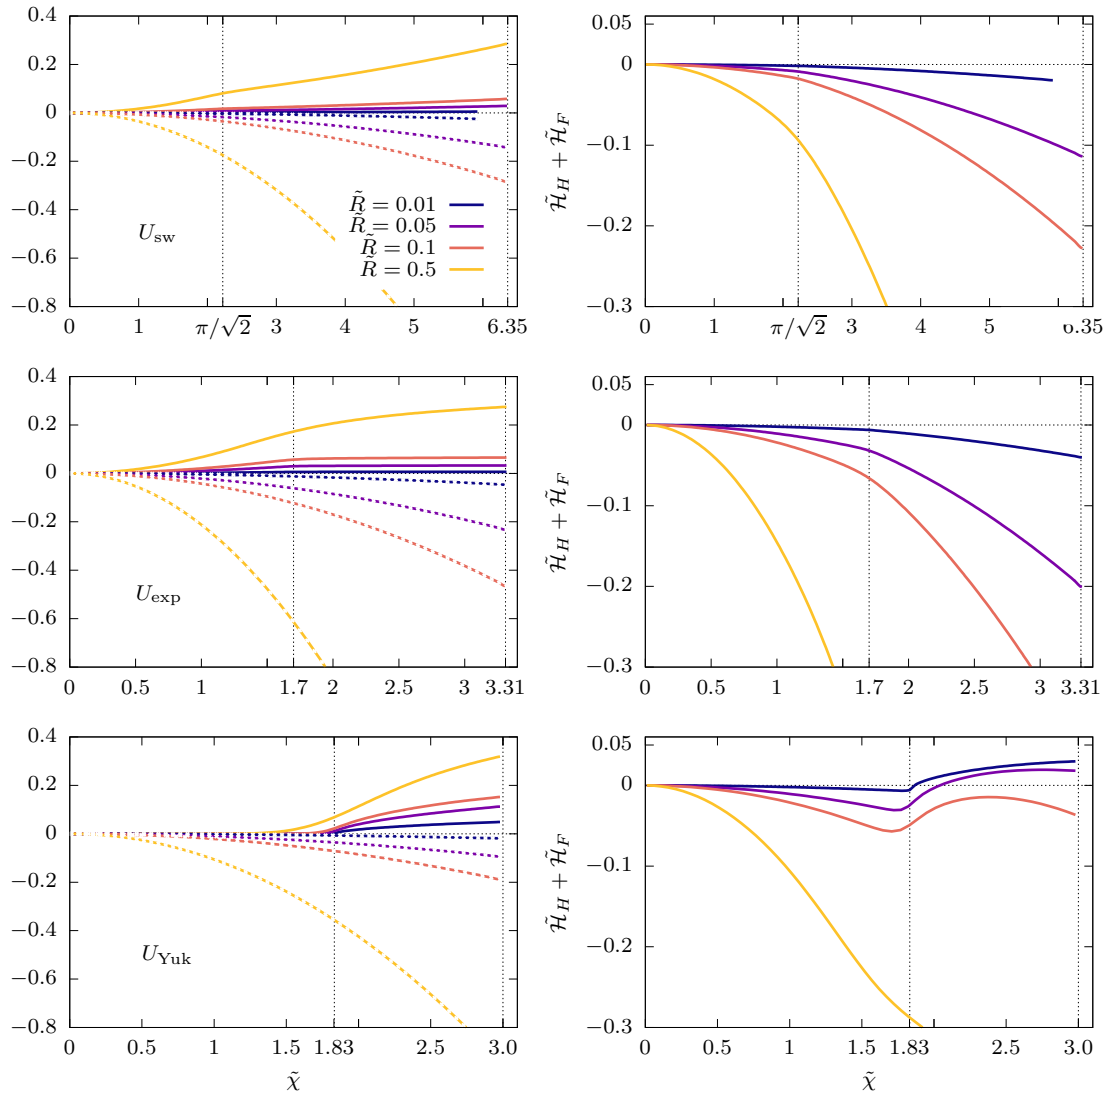 0.4
0.2
0
−0.2
−0.4
−0.6
−0.8
U_sw
R̃ = 0.01
R̃ = 0.05
R̃ = 0.1
R̃ = 0.5
0 1 π/√2 3 4 5 6.35
ℋ̃_H + ℋ̃_F
0.05
0
−0.1
−0.2
−0.3
0 1 π/√2 3 4 5 6.35
0.4
0.2
0
−0.2
−0.4
−0.6
−0.8
U_exp
0 0.5 1 1.7 2 2.5 3 3.31
ℋ̃_H + ℋ̃_F
0.05
0
−0.1
−0.2
−0.3
0 0.5 1 1.7 2 2.5 3 3.31
0.4
0.2
0
−0.2
−0.4
−0.6
−0.8
U_Yuk
0 0.5 1 1.5 1.83 2.5 3.0
χ̃
ℋ̃_H + ℋ̃_F
0.05
0
−0.1
−0.2
−0.3
0 0.5 1 1.5 1.83 2.5 3.0
χ̃